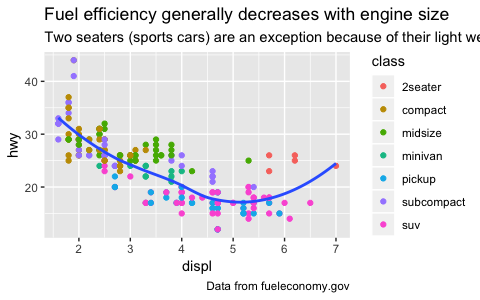 Fuel efficiency generally decreases with engine size
Two seaters (sports cars) are an exception because of their light we
class
2seater
compact
midsize
minivan
pickup
subcompact
suv
hwy
40
30
20
2
3
4
5
6
7
displ
Data from fueleconomy.gov